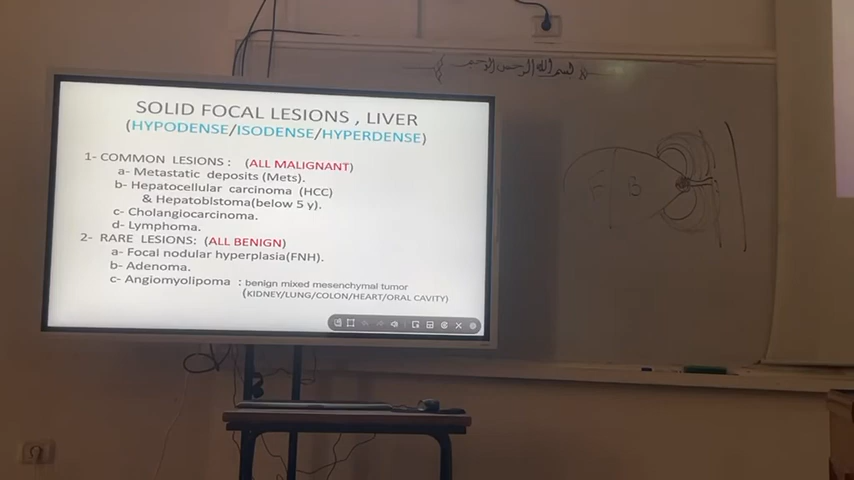 بسم الله الرحمن الرحيم
SOLID FOCAL LESIONS , LIVER
(HYPODENSE/ISODENSE/HYPERDENSE)
1- COMMON LESIONS : (ALL MALIGNANT)
a- Metastatic deposits (Mets).
b- Hepatocellular carcinoma (HCC)
& Hepatoblstoma(below 5 y).
c- Cholangiocarcinoma.
d- Lymphoma.
2- RARE LESIONS: (ALL BENIGN)
a- Focal nodular hyperplasia(FNH).
b- Adenoma.
c- Angiomyolipoma : benign mixed mesenchymal tumor
(KIDNEY/LUNG/COLON/HEART/ORAL CAVITY)
B